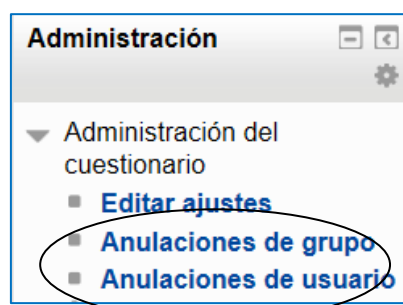 Administración
Administración del
cuestionario
Editar ajustes
Anulaciones de grupo
Anulaciones de usuario